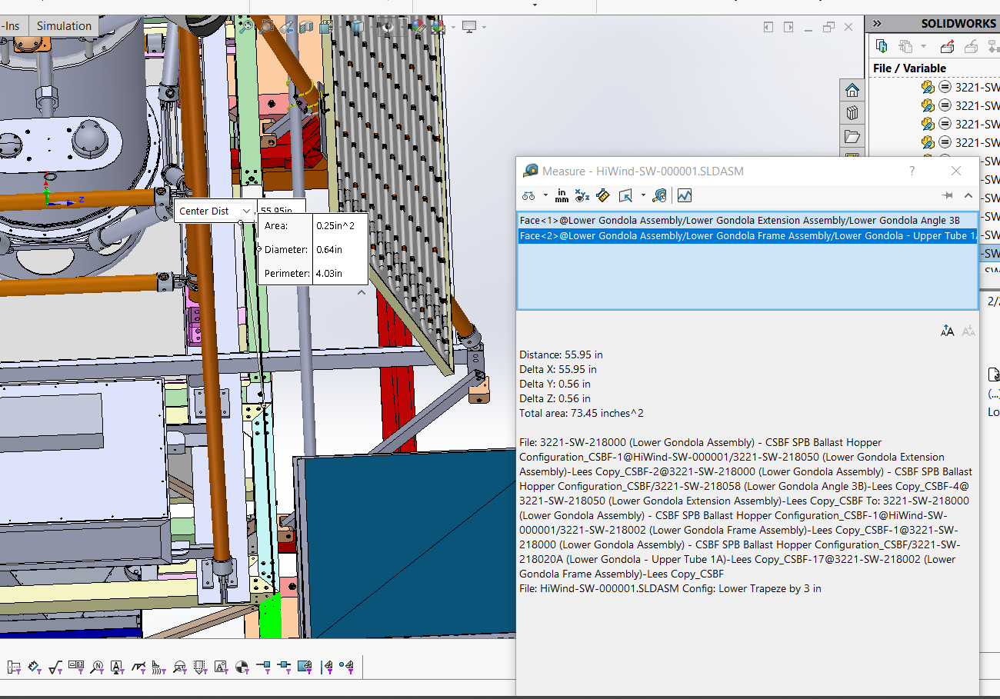 -Ins
Simulation
SOLIDWORKS
File / Variable
3221-SW
3221-SW
3221-SW
3221-SW
-SW
-SW
-SW
-SW
-SW
-SW
Measure - HiWind-SW-000001.SLDASM
?
in
mm
Face<1>@Lower Gondola Assembly/Lower Gondola Extension Assembly/Lower Gondola Angle 3B
Face<2>@Lower Gondola Assembly/Lower Gondola Frame Assembly/Lower Gondola - Upper Tube 1A
z
Center Dist
55.95in
Area: 0.25in^2
Diameter: 0.64in
Perimeter: 4.03in
2/
AA
AA
Distance: 55.95 in
Delta X: 55.95 in
Delta Y: 0.56 in
Delta Z: 0.56 in
Total area: 73.45 inches^2
(...)
Lo
File: 3221-SW-218000 (Lower Gondola Assembly) - CSBF SPB Ballast Hopper
Configuration_CSBF-1@HiWind-SW-000001/3221-SW-218050 (Lower Gondola Extension
Assembly)-Lees Copy_CSBF-2@3221-SW-218000 (Lower Gondola Assembly) - CSBF SPB Ballast
Hopper Configuration_CSBF/3221-SW-218058 (Lower Gondola Angle 3B)-Lees Copy_CSBF-4@
3221-SW-218050 (Lower Gondola Extension Assembly)-Lees Copy_CSBF To: 3221-SW-218000
(Lower Gondola Assembly) - CSBF SPB Ballast Hopper Configuration_CSBF-1@HiWind-SW-
000001/3221-SW-218002 (Lower Gondola Frame Assembly)-Lees Copy_CSBF-1@3221-SW-
218000 (Lower Gondola Assembly) - CSBF SPB Ballast Hopper Configuration_CSBF/3221-SW-
218020A (Lower Gondola - Upper Tube 1A)-Lees Copy_CSBF-17@3221-SW-218002 (Lower
Gondola Frame Assembly)-Lees Copy_CSBF
File: HiWind-SW-000001.SLDASM Config: Lower Trapeze by 3 in